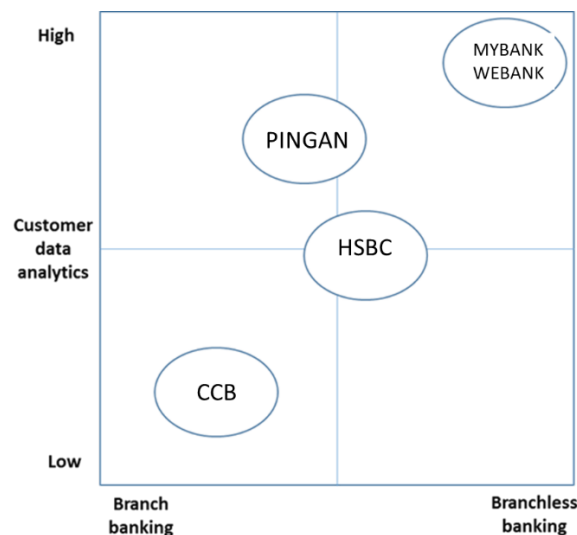 High
MYBANK
WEBANK
PINGAN
Customer
data
analytics
HSBC
CCB
Low
Branch
banking
Branchless
banking